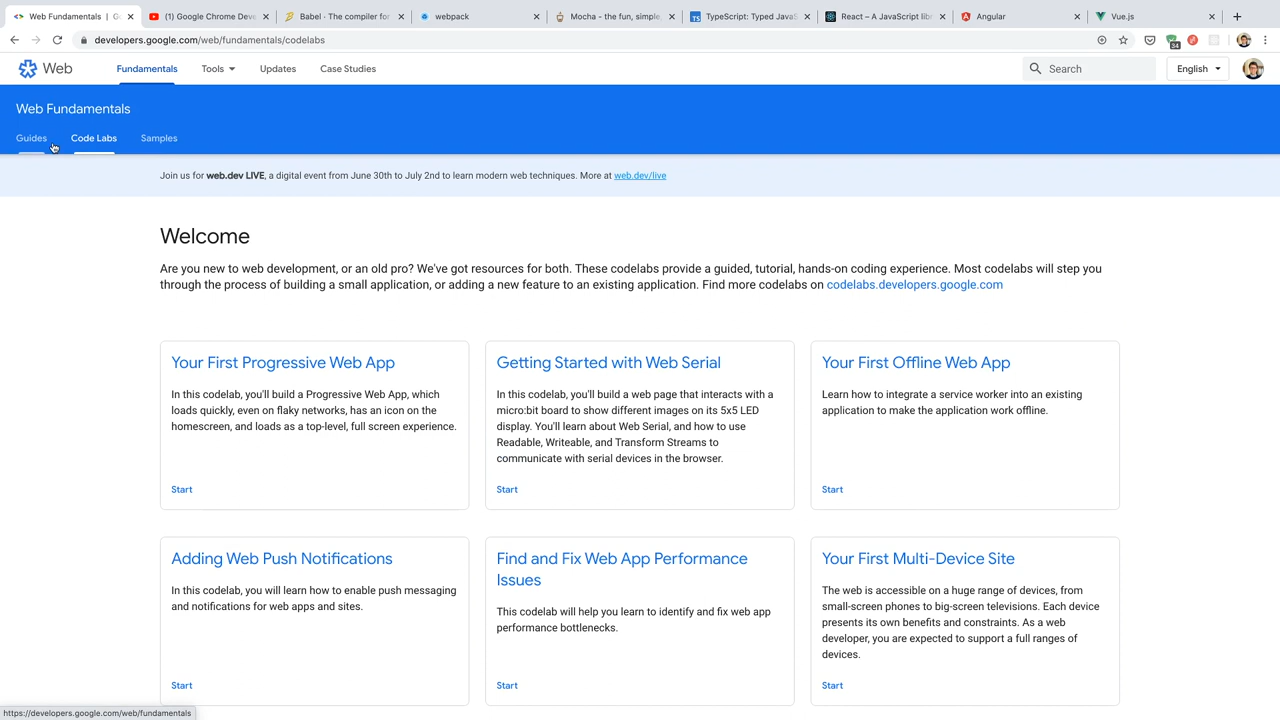 Web Fundamentals | G
(1) Google Chrome Deve
Babel · The compiler for
webpack
Mocha - the fun, simple,
TypeScript: Typed JavaS
React – A JavaScript libr
Angular
Vue.js
developers.google.com/web/fundamentals/codelabs
34
Web
Fundamentals
Tools
Updates
Case Studies
Search
English
Web Fundamentals
Guides
Code Labs
Samples
Join us for web.dev LIVE, a digital event from June 30th to July 2nd to learn modern web techniques. More at web.dev/live
Welcome
Are you new to web development, or an old pro? We've got resources for both. These codelabs provide a guided, tutorial, hands-on coding experience. Most codelabs will step you
through the process of building a small application, or adding a new feature to an existing application. Find more codelabs on codelabs.developers.google.com
Your First Progressive Web App
In this codelab, you'll build a Progressive Web App, which
loads quickly, even on flaky networks, has an icon on the
homescreen, and loads as a top-level, full screen experience.
Start
Getting Started with Web Serial
In this codelab, you'll build a web page that interacts with a
micro:bit board to show different images on its 5x5 LED
display. You'll learn about Web Serial, and how to use
Readable, Writeable, and Transform Streams to
communicate with serial devices in the browser.
Start
Your First Offline Web App
Learn how to integrate a service worker into an existing
application to make the application work offline.
Start
Adding Web Push Notifications
In this codelab, you will learn how to enable push messaging
and notifications for web apps and sites.
Start
Find and Fix Web App Performance
Issues
This codelab will help you learn to identify and fix web app
performance bottlenecks.
Start
Your First Multi-Device Site
The web is accessible on a huge range of devices, from
small-screen phones to big-screen televisions. Each device
presents its own benefits and constraints. As a web
developer, you are expected to support a full ranges of
devices.
Start
https://developers.google.com/web/fundamentals